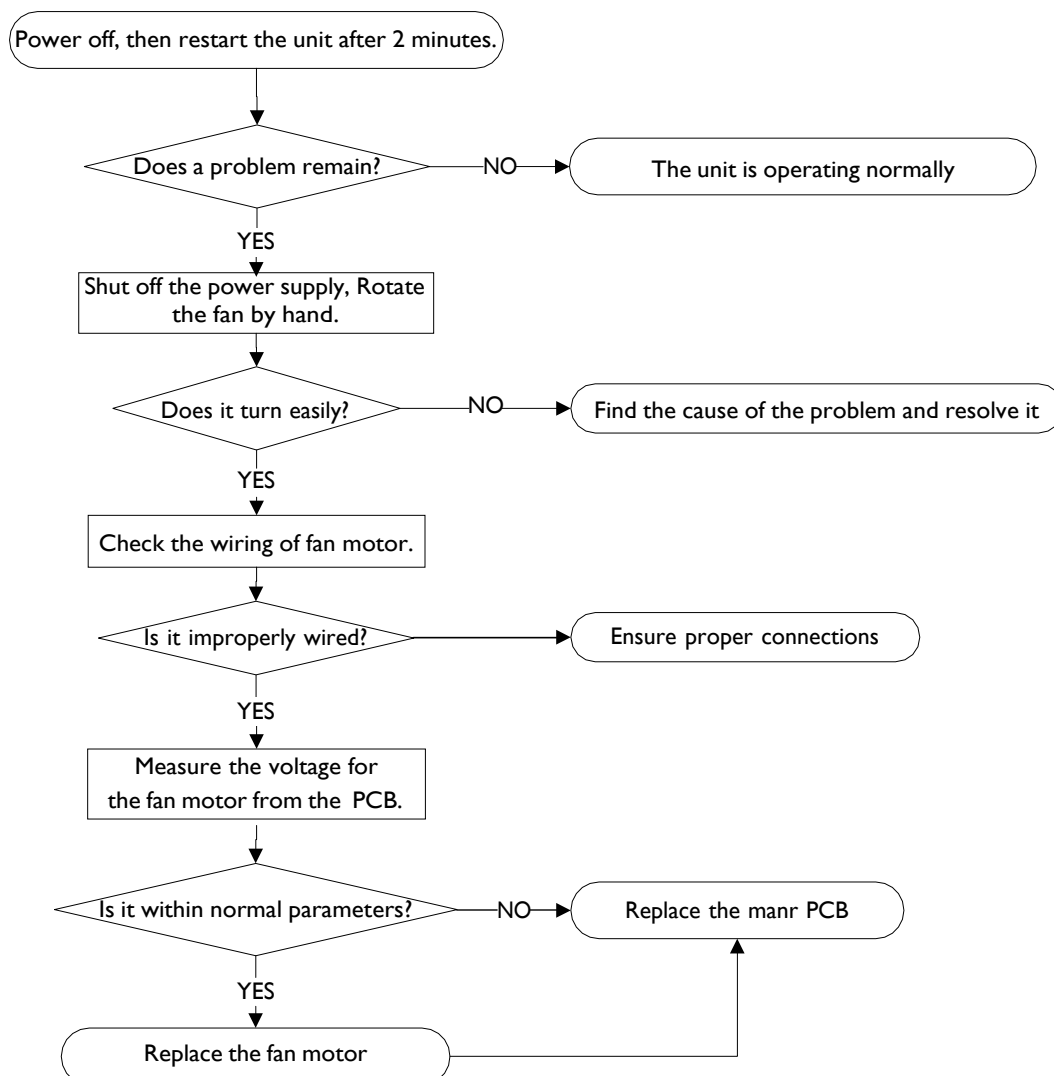 Power off, then restart the unit after 2 minutes.
Does a problem remain?
NO
The unit is operating normally
YES
Shut off the power supply, Rotate
the fan by hand.
Does it turn easily?
NO
Find the cause of the problem and resolve it
YES
Check the wiring of fan motor.
Is it improperly wired?
Ensure proper connections
YES
Measure the voltage for
the fan motor from the PCB.
Is it within normal parameters?
NO
Replace the manr PCB
YES
Replace the fan motor